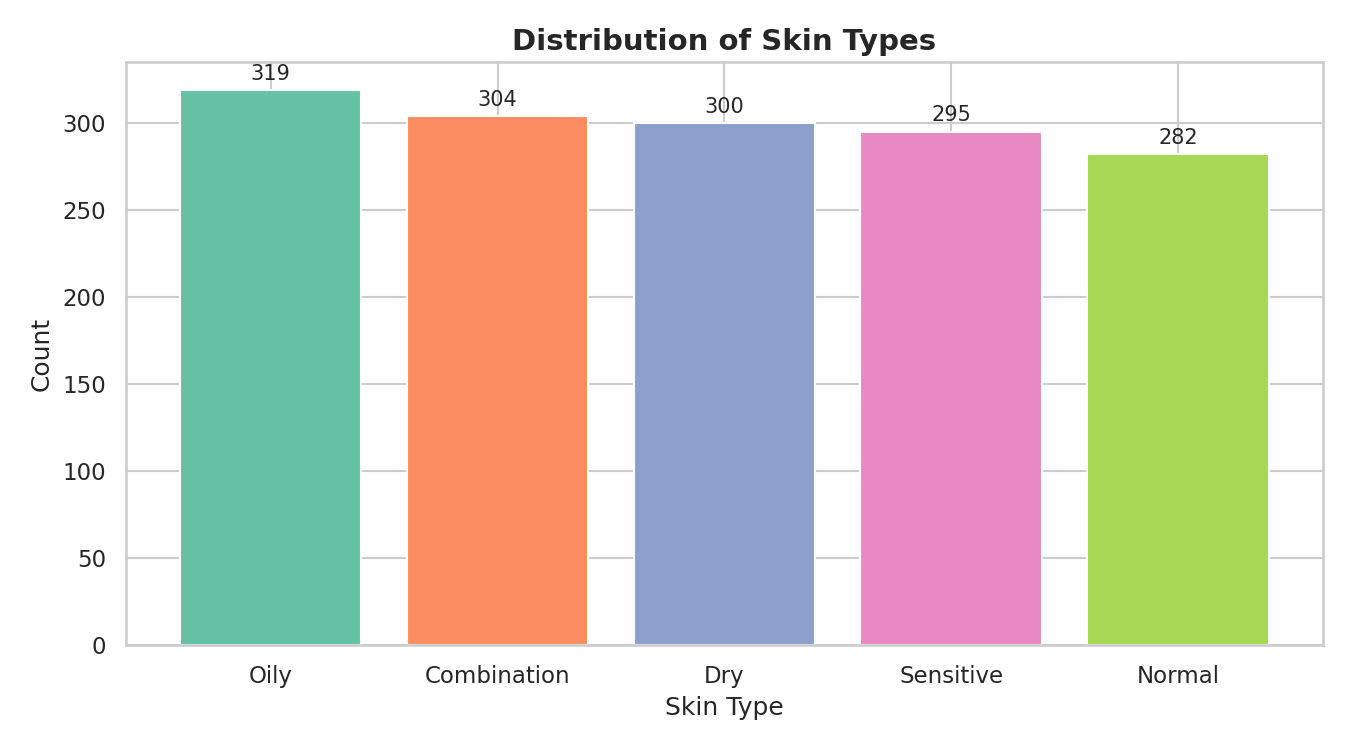 Distribution of Skin Types
319
304
300
295
282
300
250
200
150
100
50
0
Count
Oily
Combination
Dry
Sensitive
Normal
Skin Type